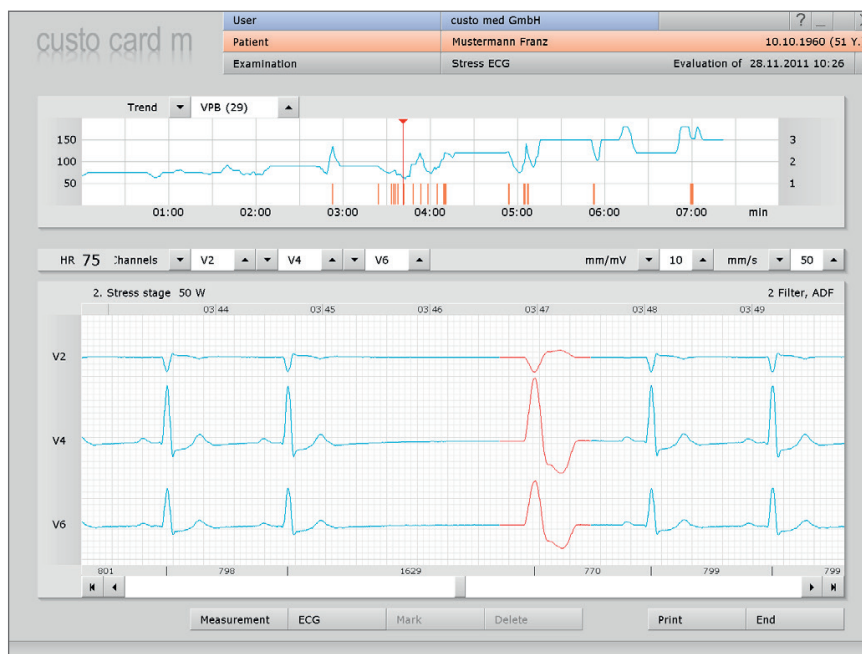 custo card m
User custo med GmbH ? _
Patient Mustermann Franz 10.10.1960 (51 Y.
Examination Stress ECG Evaluation of 28.11.2011 10:26
Trend VPB (29)
150 3
100 2
50 1
01:00 02:00 03:00 04:00 05:00 06:00 07:00 min
HR 75 :hannels V2 V4 V6 mm/mV 10 mm/s 50
2. Stress stage 50 W 2 Filter, ADF
03:44 03:45 03:46 03:47 03:48 03:49
V2
V4
V6
801 798 1629 770 799 799
Measurement ECG Mark Delete Print End